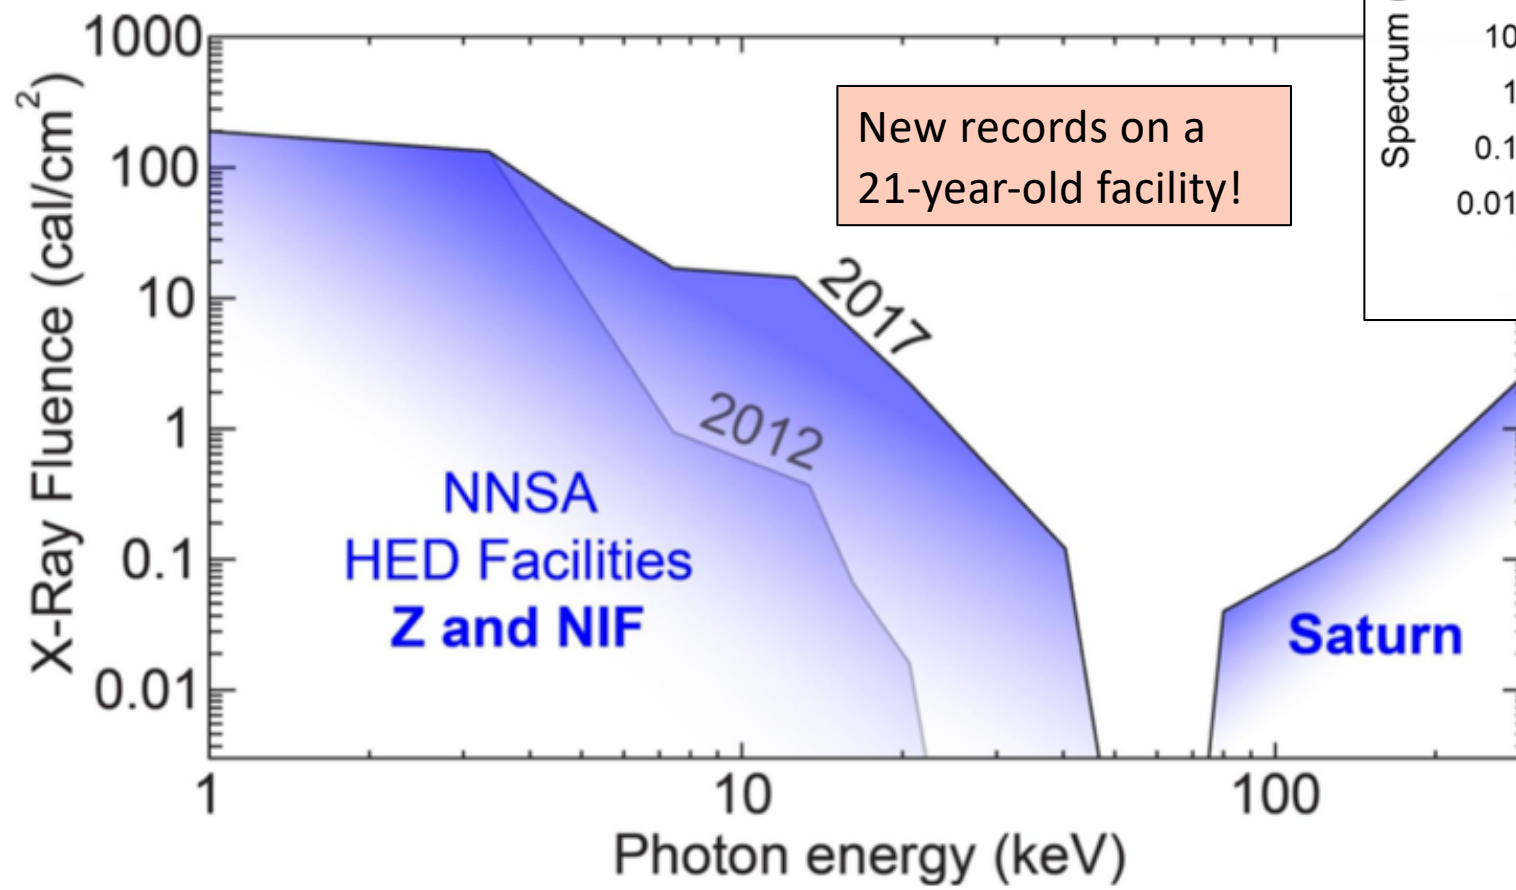 1000
100
10
1
0.1
0.01
X-Ray Fluence (cal/cm²)
New records on a
21-year-old facility!
2017
2012
NNSA
HED Facilities
Z and NIF
Saturn
1
10
100
Photon energy (keV)
Spectrum
10
1
0.1
0.01